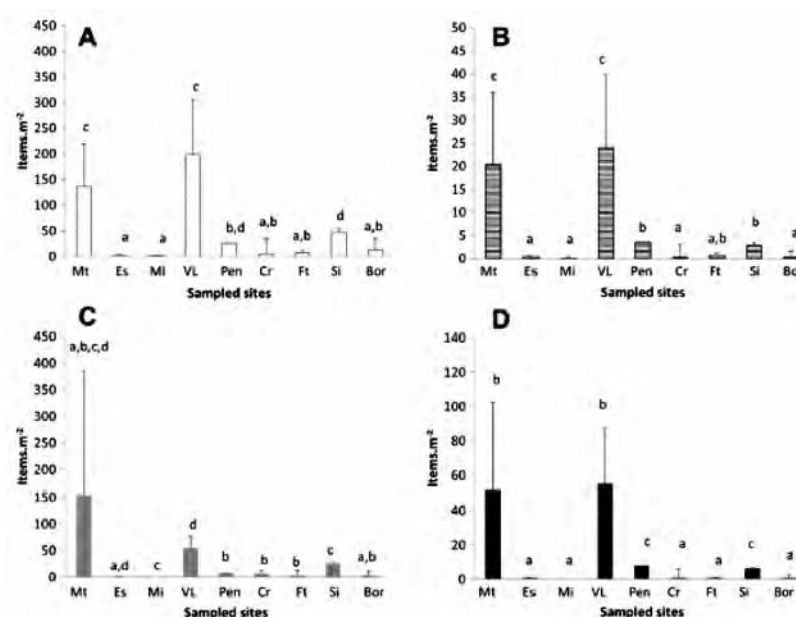 A
450
400
350
300
250
200
150
100
50
0
Items.m⁻²
c
a
a
c
b,d
a,b
a,b
d
a,b
Mt Es Mi VL Pen Cr Ft Si Bor
Sampled sites
B
50
45
40
35
30
25
20
15
10
5
0
Items.m⁻²
c
a
a
c
b
a
a,b
b
a
Mt Es Mi VL Pen Cr Ft Si Bor
Sampled sites
C
450
400
350
300
250
200
150
100
50
0
Items.m⁻²
a,b,c,d
a,d
c
d
b
b
b
c
a,b
Mt Es Mi VL Pen Cr Ft Si Bor
Sampled sites
D
140
120
100
80
60
40
20
0
Items.m⁻²
b
a
a
b
c
a
a
c
a
Mt Es Mi VL Pen Cr Ft Si Bor
Sampled sites